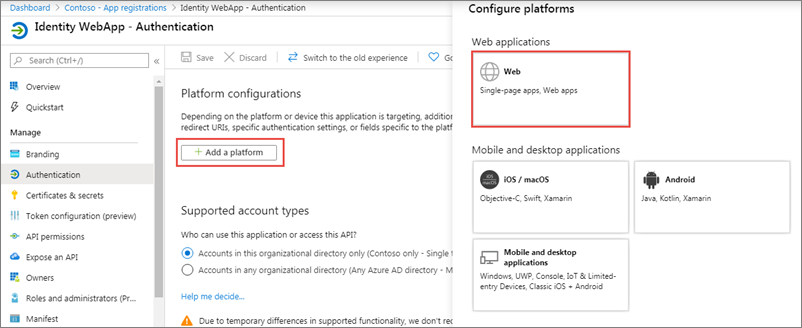 Dashboard > Contoso - App registrations > Identity WebApp - Authentication
Identity WebApp - Authentication
Search (Ctrl+/)
«
Overview
Quickstart
Manage
Branding
Authentication
Certificates & secrets
Token configuration (preview)
API permissions
Expose an API
Owners
Roles and administrators (Pr...
Manifest
Save
Discard
Switch to the old experience
Platform configurations
Depending on the platform or device this application is targeting, addition
redirect URIs, specific authentication settings, or fields specific to the platf
+ Add a platform
Supported account types
Who can use this application or access this API?
Accounts in this organizational directory only (Contoso only - Single t
Accounts in any organizational directory (Any Azure AD directory - M
Help me decide...
Due to temporary differences in supported functionality, we don't rec
Configure platforms
Web applications
Web
Single-page apps, Web apps
Mobile and desktop applications
iOS / macOS
Objective-C, Swift, Xamarin
Android
Java, Kotlin, Xamarin
Mobile and desktop
applications
Windows, UWP, Console, IoT & Limited-
entry Devices, Classic iOS + Android